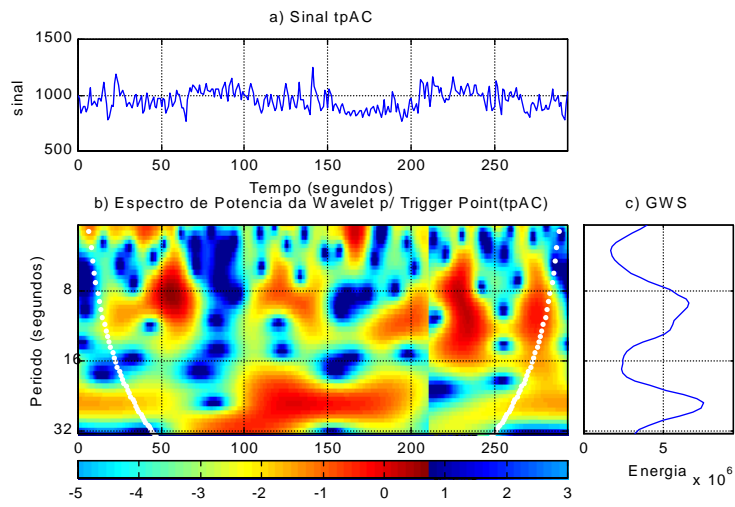 a) Sinal tpAC
1500
1000
500
sinal
0 50 100 150 200 250
Tempo (segundos)
b) Espectro de Potencia da Wavelet p/ Trigger Point(tpAC)
c) GWS
8
16
32
Periodo (segundos)
0 50 100 150 200 250
0 5
Energia x 10^6
-5 -4 -3 -2 -1 0 1 2 3